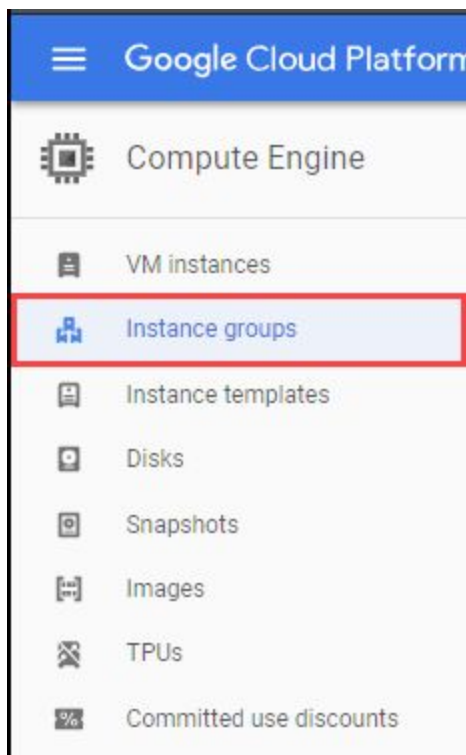 Google Cloud Platform
Compute Engine
VM instances
Instance groups
Instance templates
Disks
Snapshots
Images
TPUs
Committed use discounts